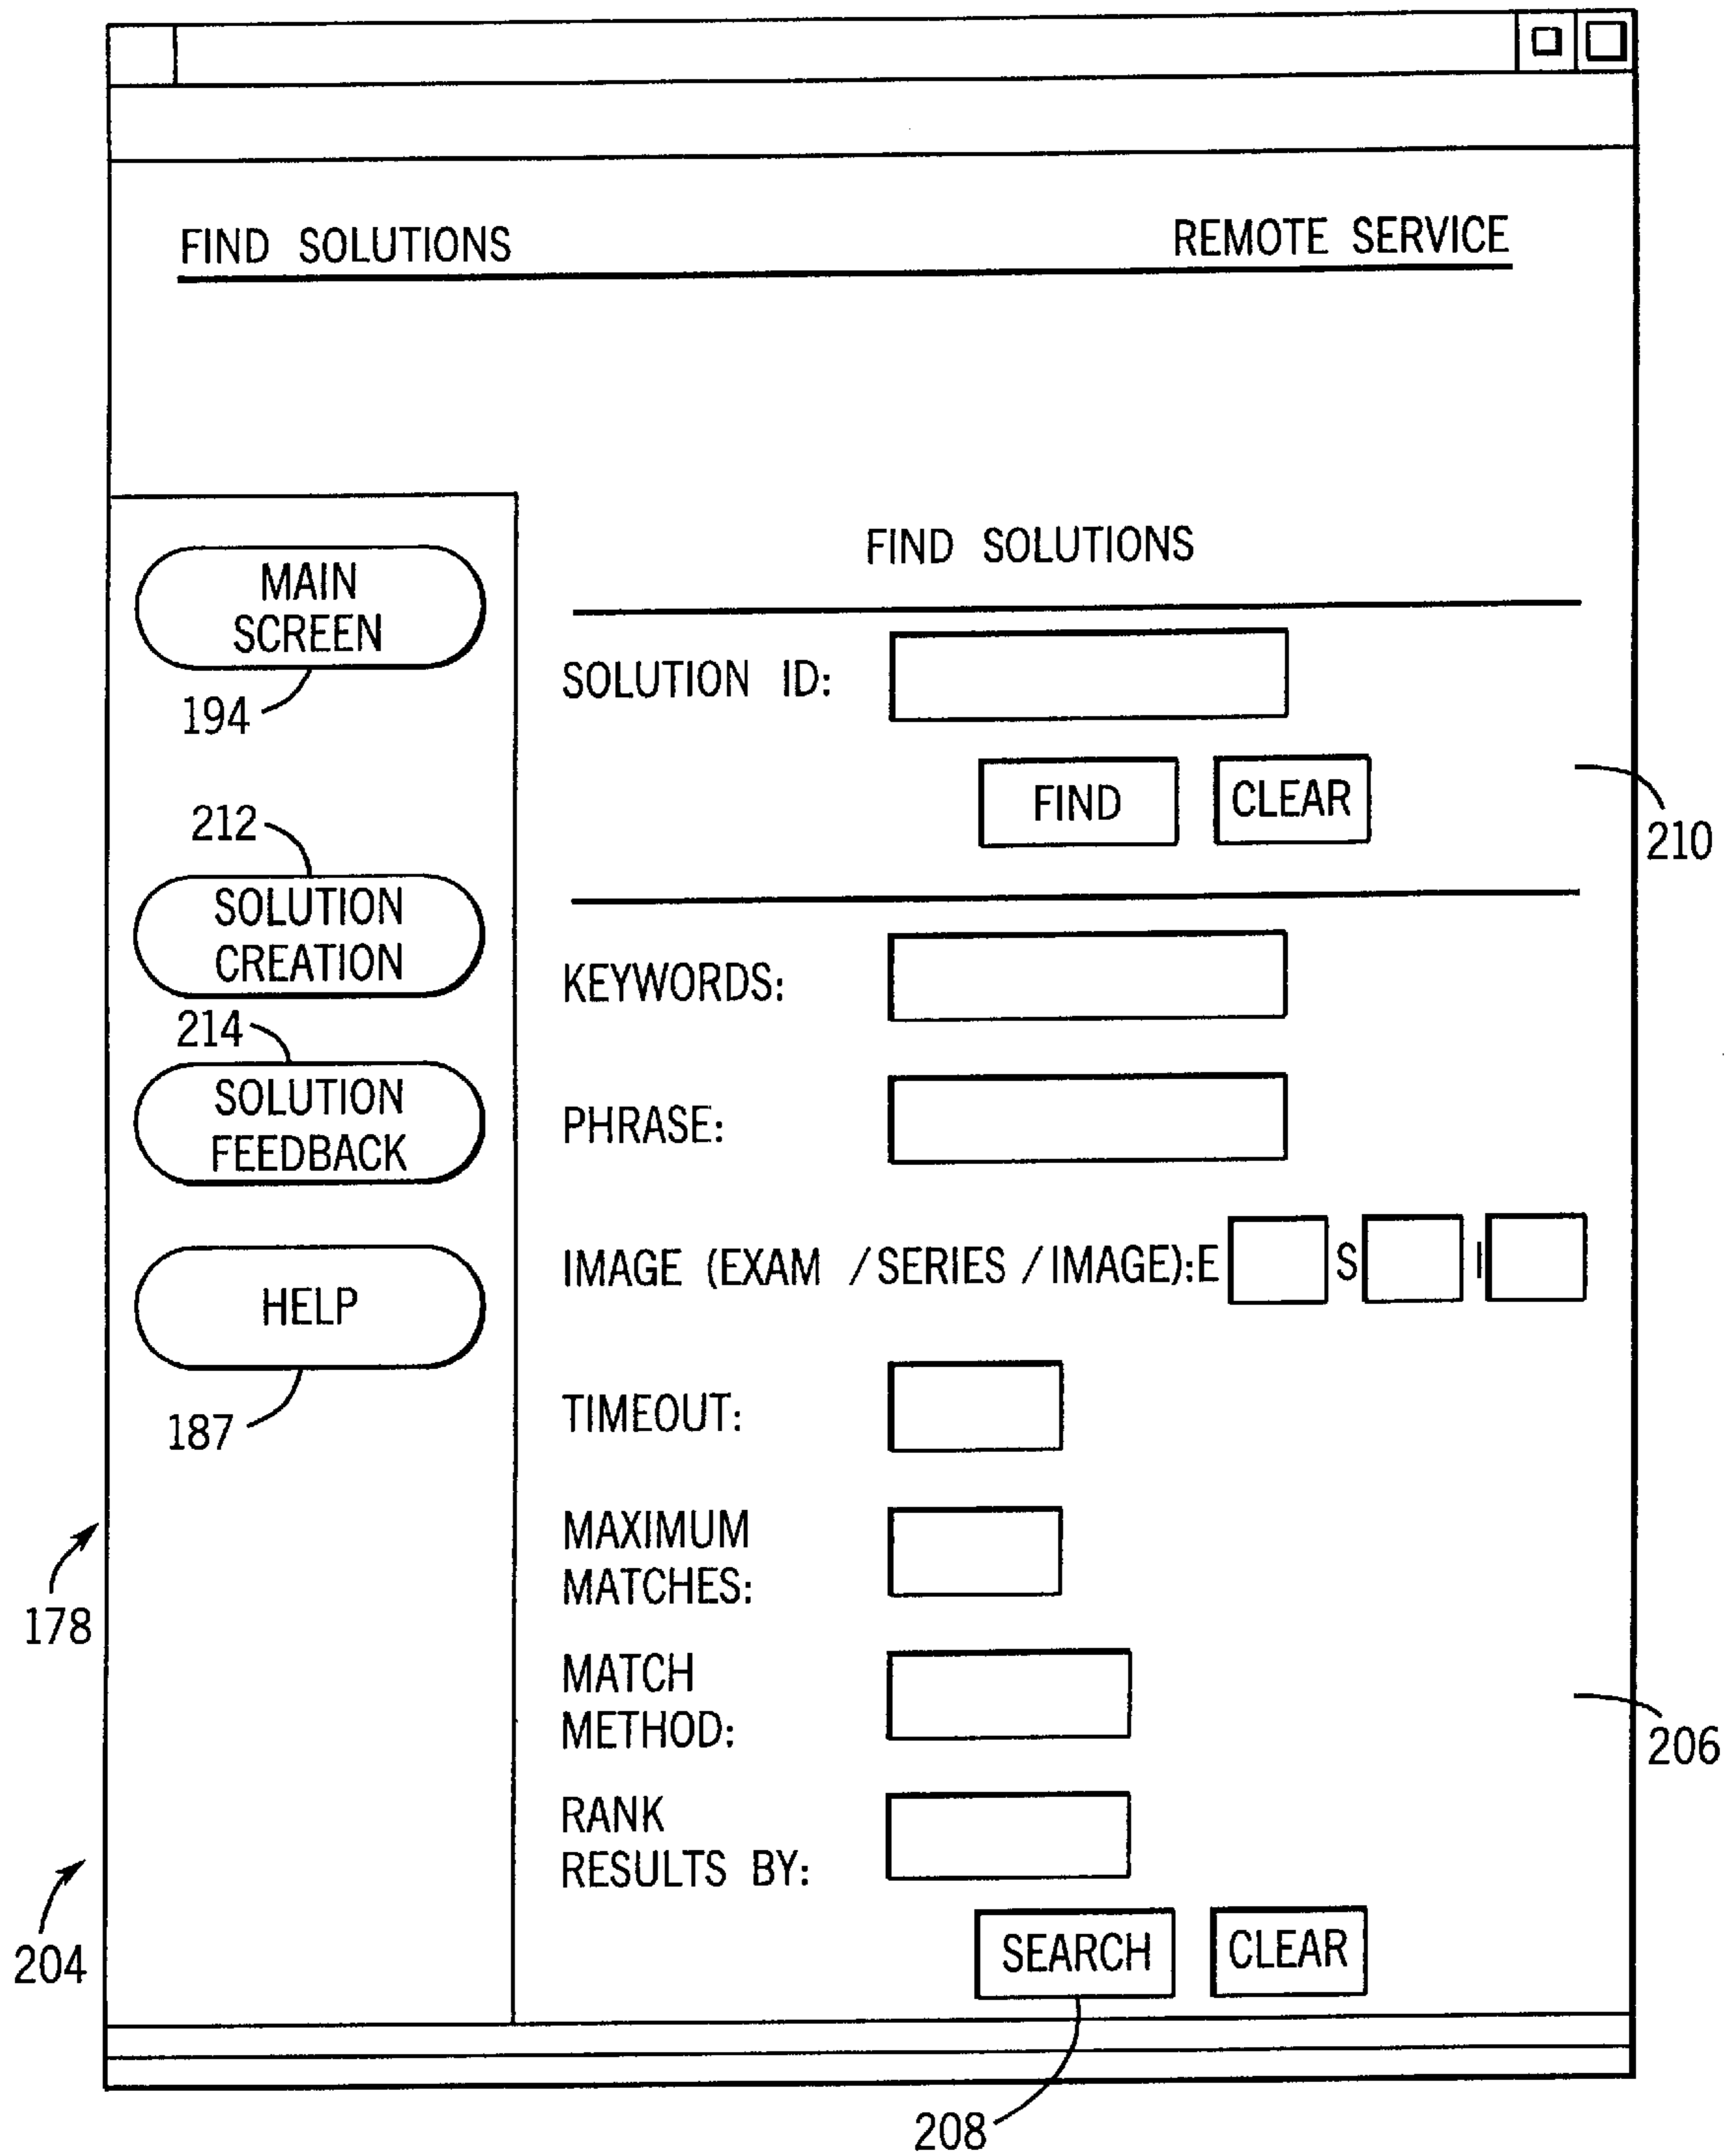 FIND SOLUTIONS
REMOTE SERVICE
MAIN
SCREEN
194
212
SOLUTION
CREATION
214
SOLUTION
FEEDBACK
HELP
187
178
204
FIND SOLUTIONS
SOLUTION ID:
FIND CLEAR
210
KEYWORDS:
PHRASE:
IMAGE (EXAM / SERIES / IMAGE): E S I
TIMEOUT:
MAXIMUM
MATCHES:
MATCH
METHOD:
206
RANK
RESULTS BY:
SEARCH CLEAR
208